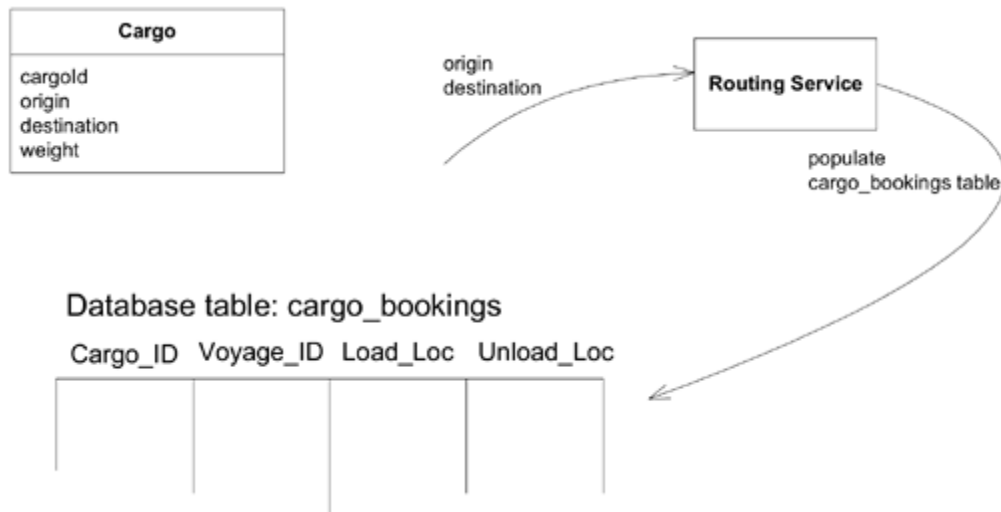 Cargo
cargoId
origin
destination
weight
origin
destination
Routing Service
populate
cargo_bookings table
Database table: cargo_bookings
Cargo_ID Voyage_ID Load_Loc Unload_Loc